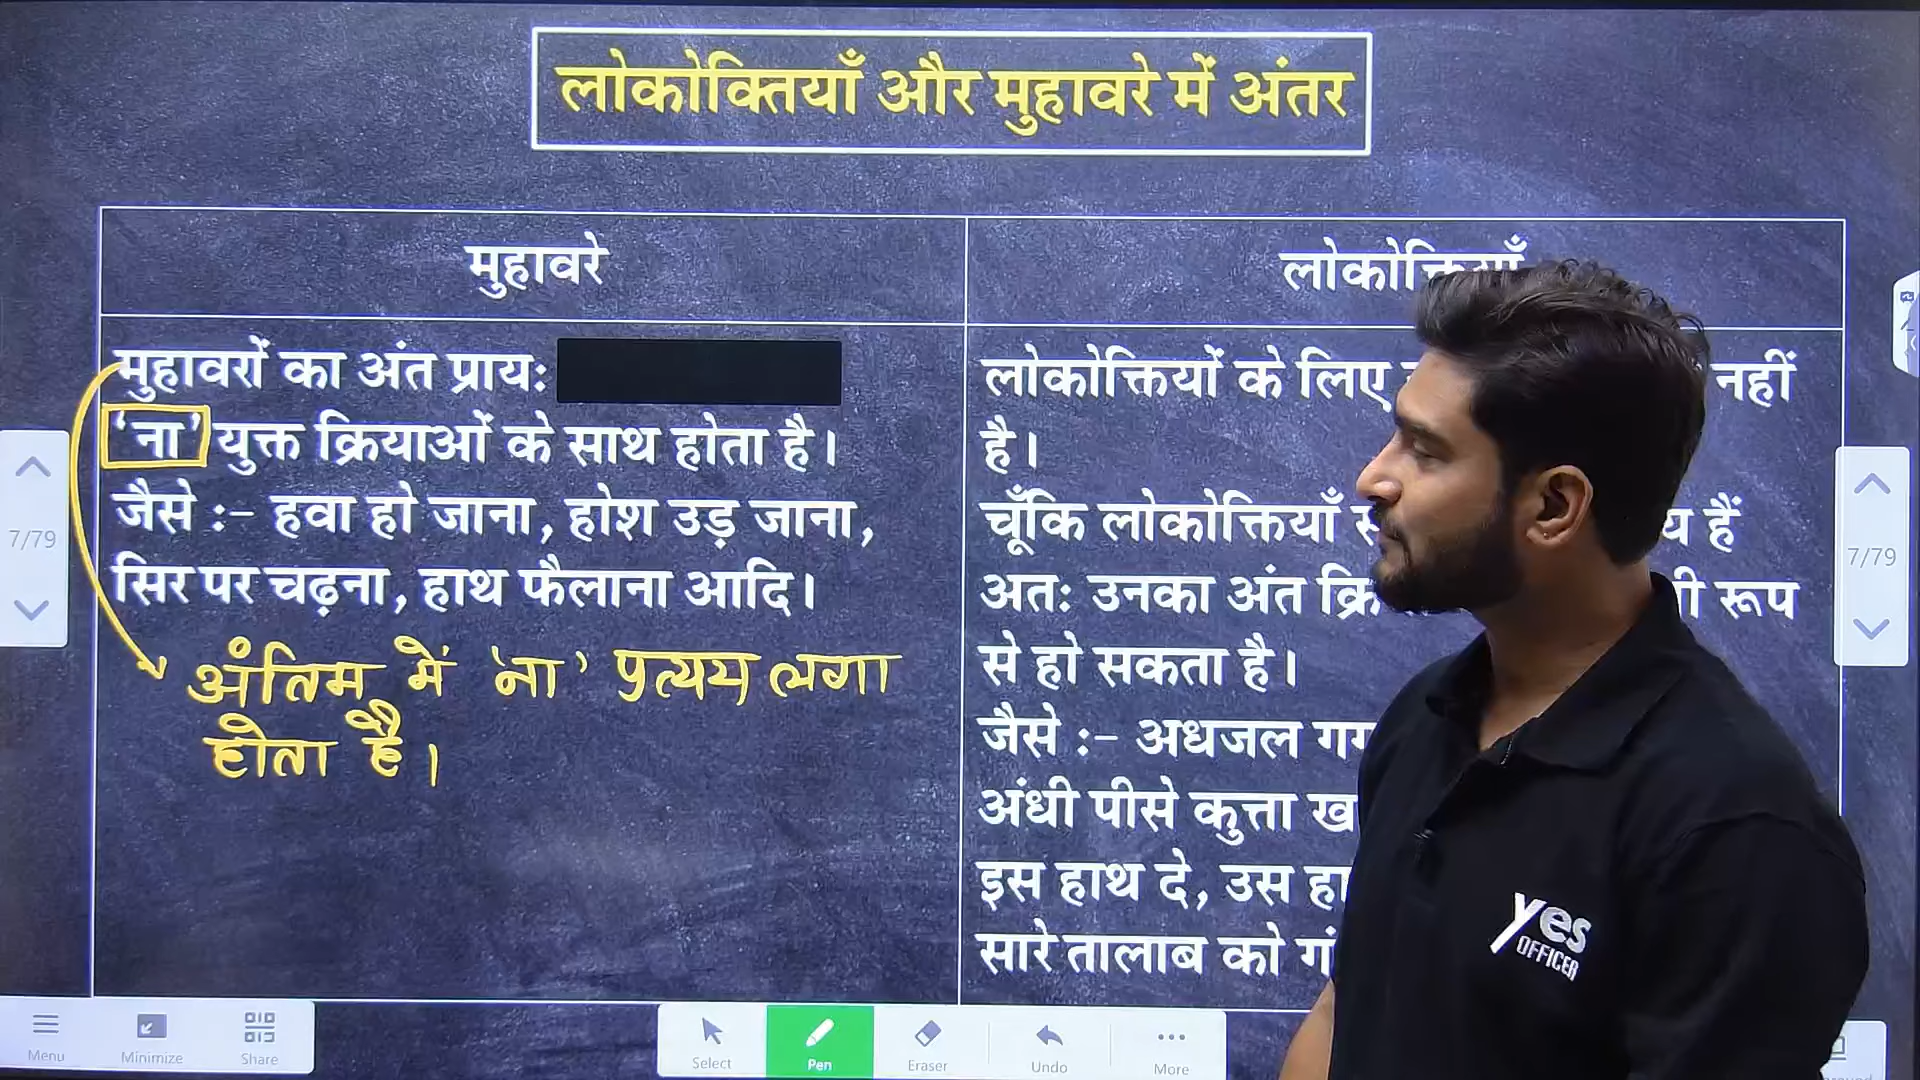 लोकोक्तियाँ और मुहावरे में अंतर
मुहावरे
मुहावरों का अंत प्रायः
'ना' युक्त क्रियाओं के साथ होता है।
जैसे :- हवा हो जाना, होश उड़ जाना,
सिर पर चढ़ना, हाथ फैलाना आदि।
अंतिम में 'ना' प्रत्यय लगा
होता है।
लोकोक्तियाँ
लोकोक्तियों के लिए नहीं
है।
चूँकि लोकोक्तियाँ हैं
अतः उनका अंत रूप
से हो सकता है।
जैसे :- अधजल
अंधी पीसे कुत्ता
इस हाथ दे, उस
सारे तालाब को
7/79
7/79
Yes
OFFICER
Menu
Minimize
Share
Select
Pen
Eraser
Undo
More